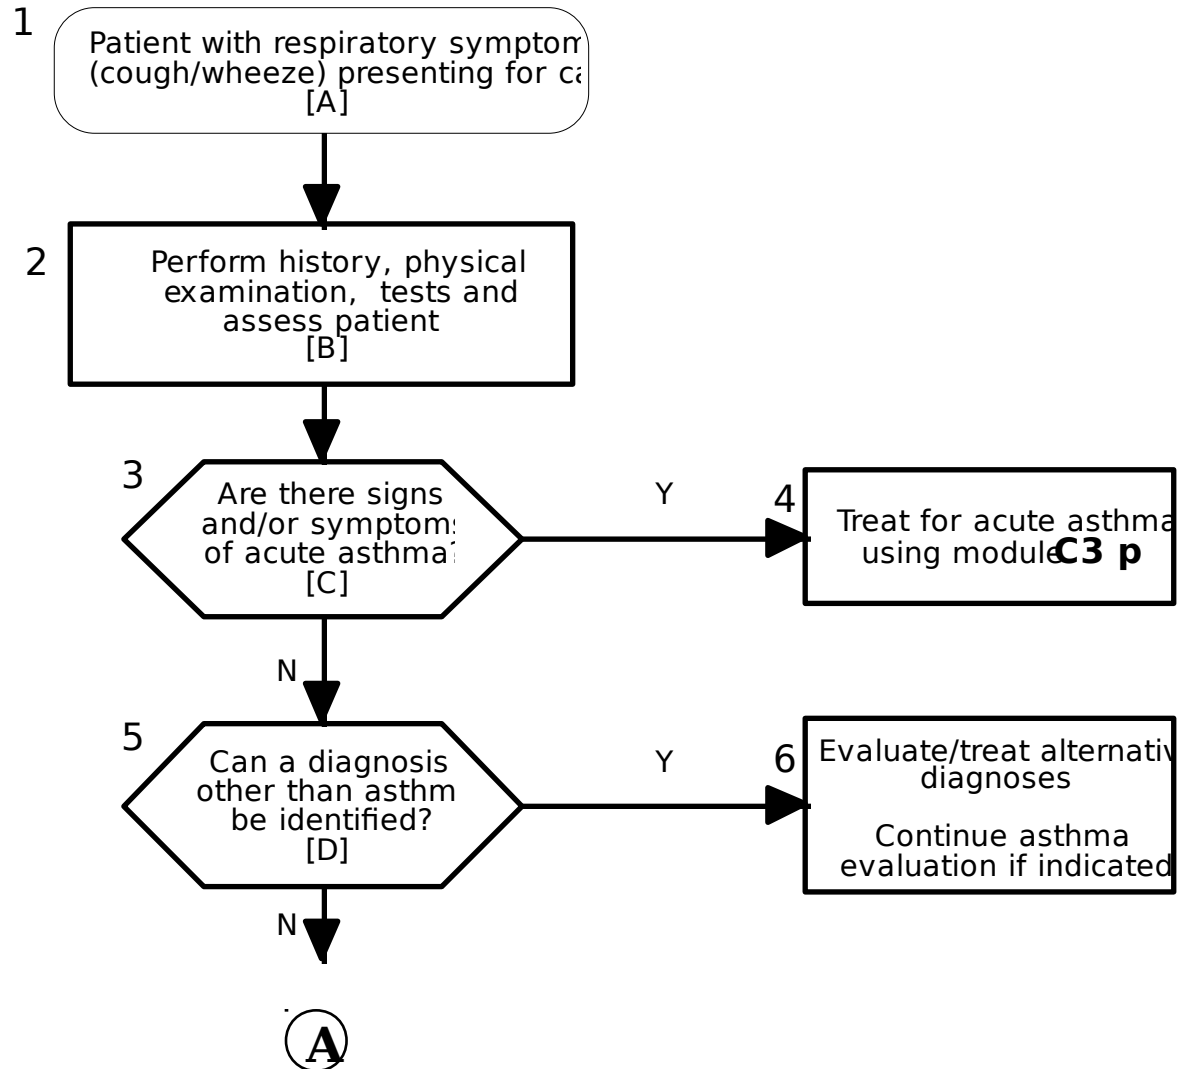 1
Patient with respiratory symptom
(cough/wheeze) presenting for ca
[A]
2
Perform history, physical
examination, tests and
assess patient
[B]
3
Are there signs
and/or symptoms
of acute asthma?
[C]
Y
4
Treat for acute asthma
using module C3 p
N
5
Can a diagnosis
other than asthm
be identified?
[D]
Y
6
Evaluate/treat alternativ
diagnoses
Continue asthma
evaluation if indicated
N
A